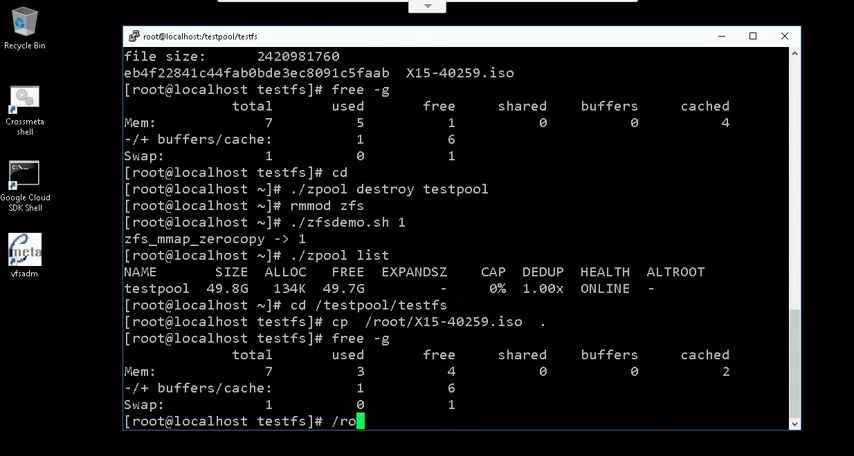 Recycle Bin
Crossmeta
shell
Google Cloud
SDK Shell
meta
vfsadm
root@localhost:/testpool/testfs
file size:     2420981760
eb4f22841c44fab0bde3ec8091c5faab  X15-40259.iso
[root@localhost testfs]# free -g
total used free shared buffers cached
Mem: 7 5 1 0 0 4
-/+ buffers/cache: 1 6
Swap: 1 0 1
[root@localhost testfs]# cd
[root@localhost ~]# ./zpool destroy testpool
[root@localhost ~]# rmmod zfs
[root@localhost ~]# ./zfsdemo.sh 1
zfs_mmap_zerocopy -> 1
[root@localhost ~]# ./zpool list
NAME SIZE ALLOC FREE EXPANDSZ CAP DEDUP HEALTH ALTROOT
testpool 49.8G 134K 49.7G - 0% 1.00x ONLINE -
[root@localhost ~]# cd /testpool/testfs
[root@localhost testfs]# cp  /root/X15-40259.iso  .
[root@localhost testfs]# free -g
total used free shared buffers cached
Mem: 7 3 4 0 0 2
-/+ buffers/cache: 1 6
Swap: 1 0 1
[root@localhost testfs]# /ro